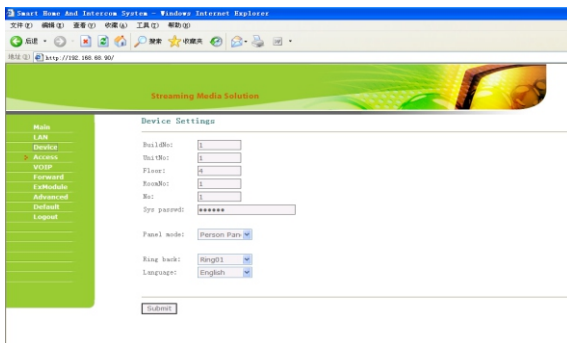 Smart Home And Intercom System - Windows Internet Explorer
文件(F) 编辑(E) 查看(V) 收藏(A) 工具(T) 帮助(H)
后退 搜索 收藏夹
地址(D) http://192.168.68.90/
Streaming Media Solution
Main
LAN
Device
> Access
VOIP
Forward
ExModule
Advanced
Default
Logout
Device Settings
BuildNo: 1
UnitNo: 1
Floor: 4
RoomNo: 1
No: 1
Sys passwd: ●●●●●●
Panel mode: Person Pan
Ring back: Ring01
Language: English
Submit